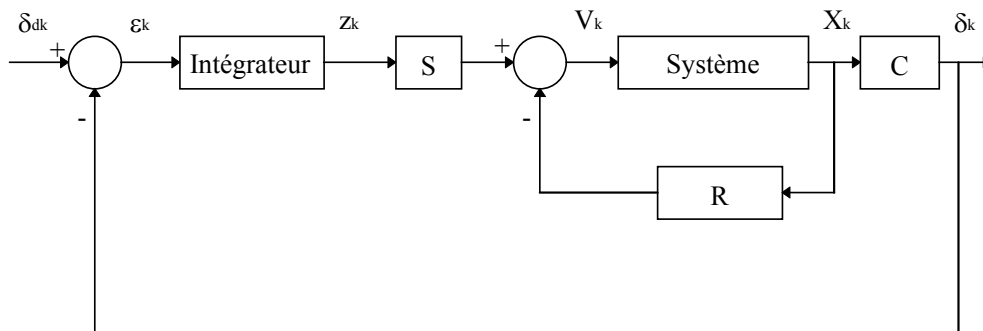 δdk
εk
zk
Vk
Xk
δk
+
Intégrateur
S
+
Système
C
-
-
R